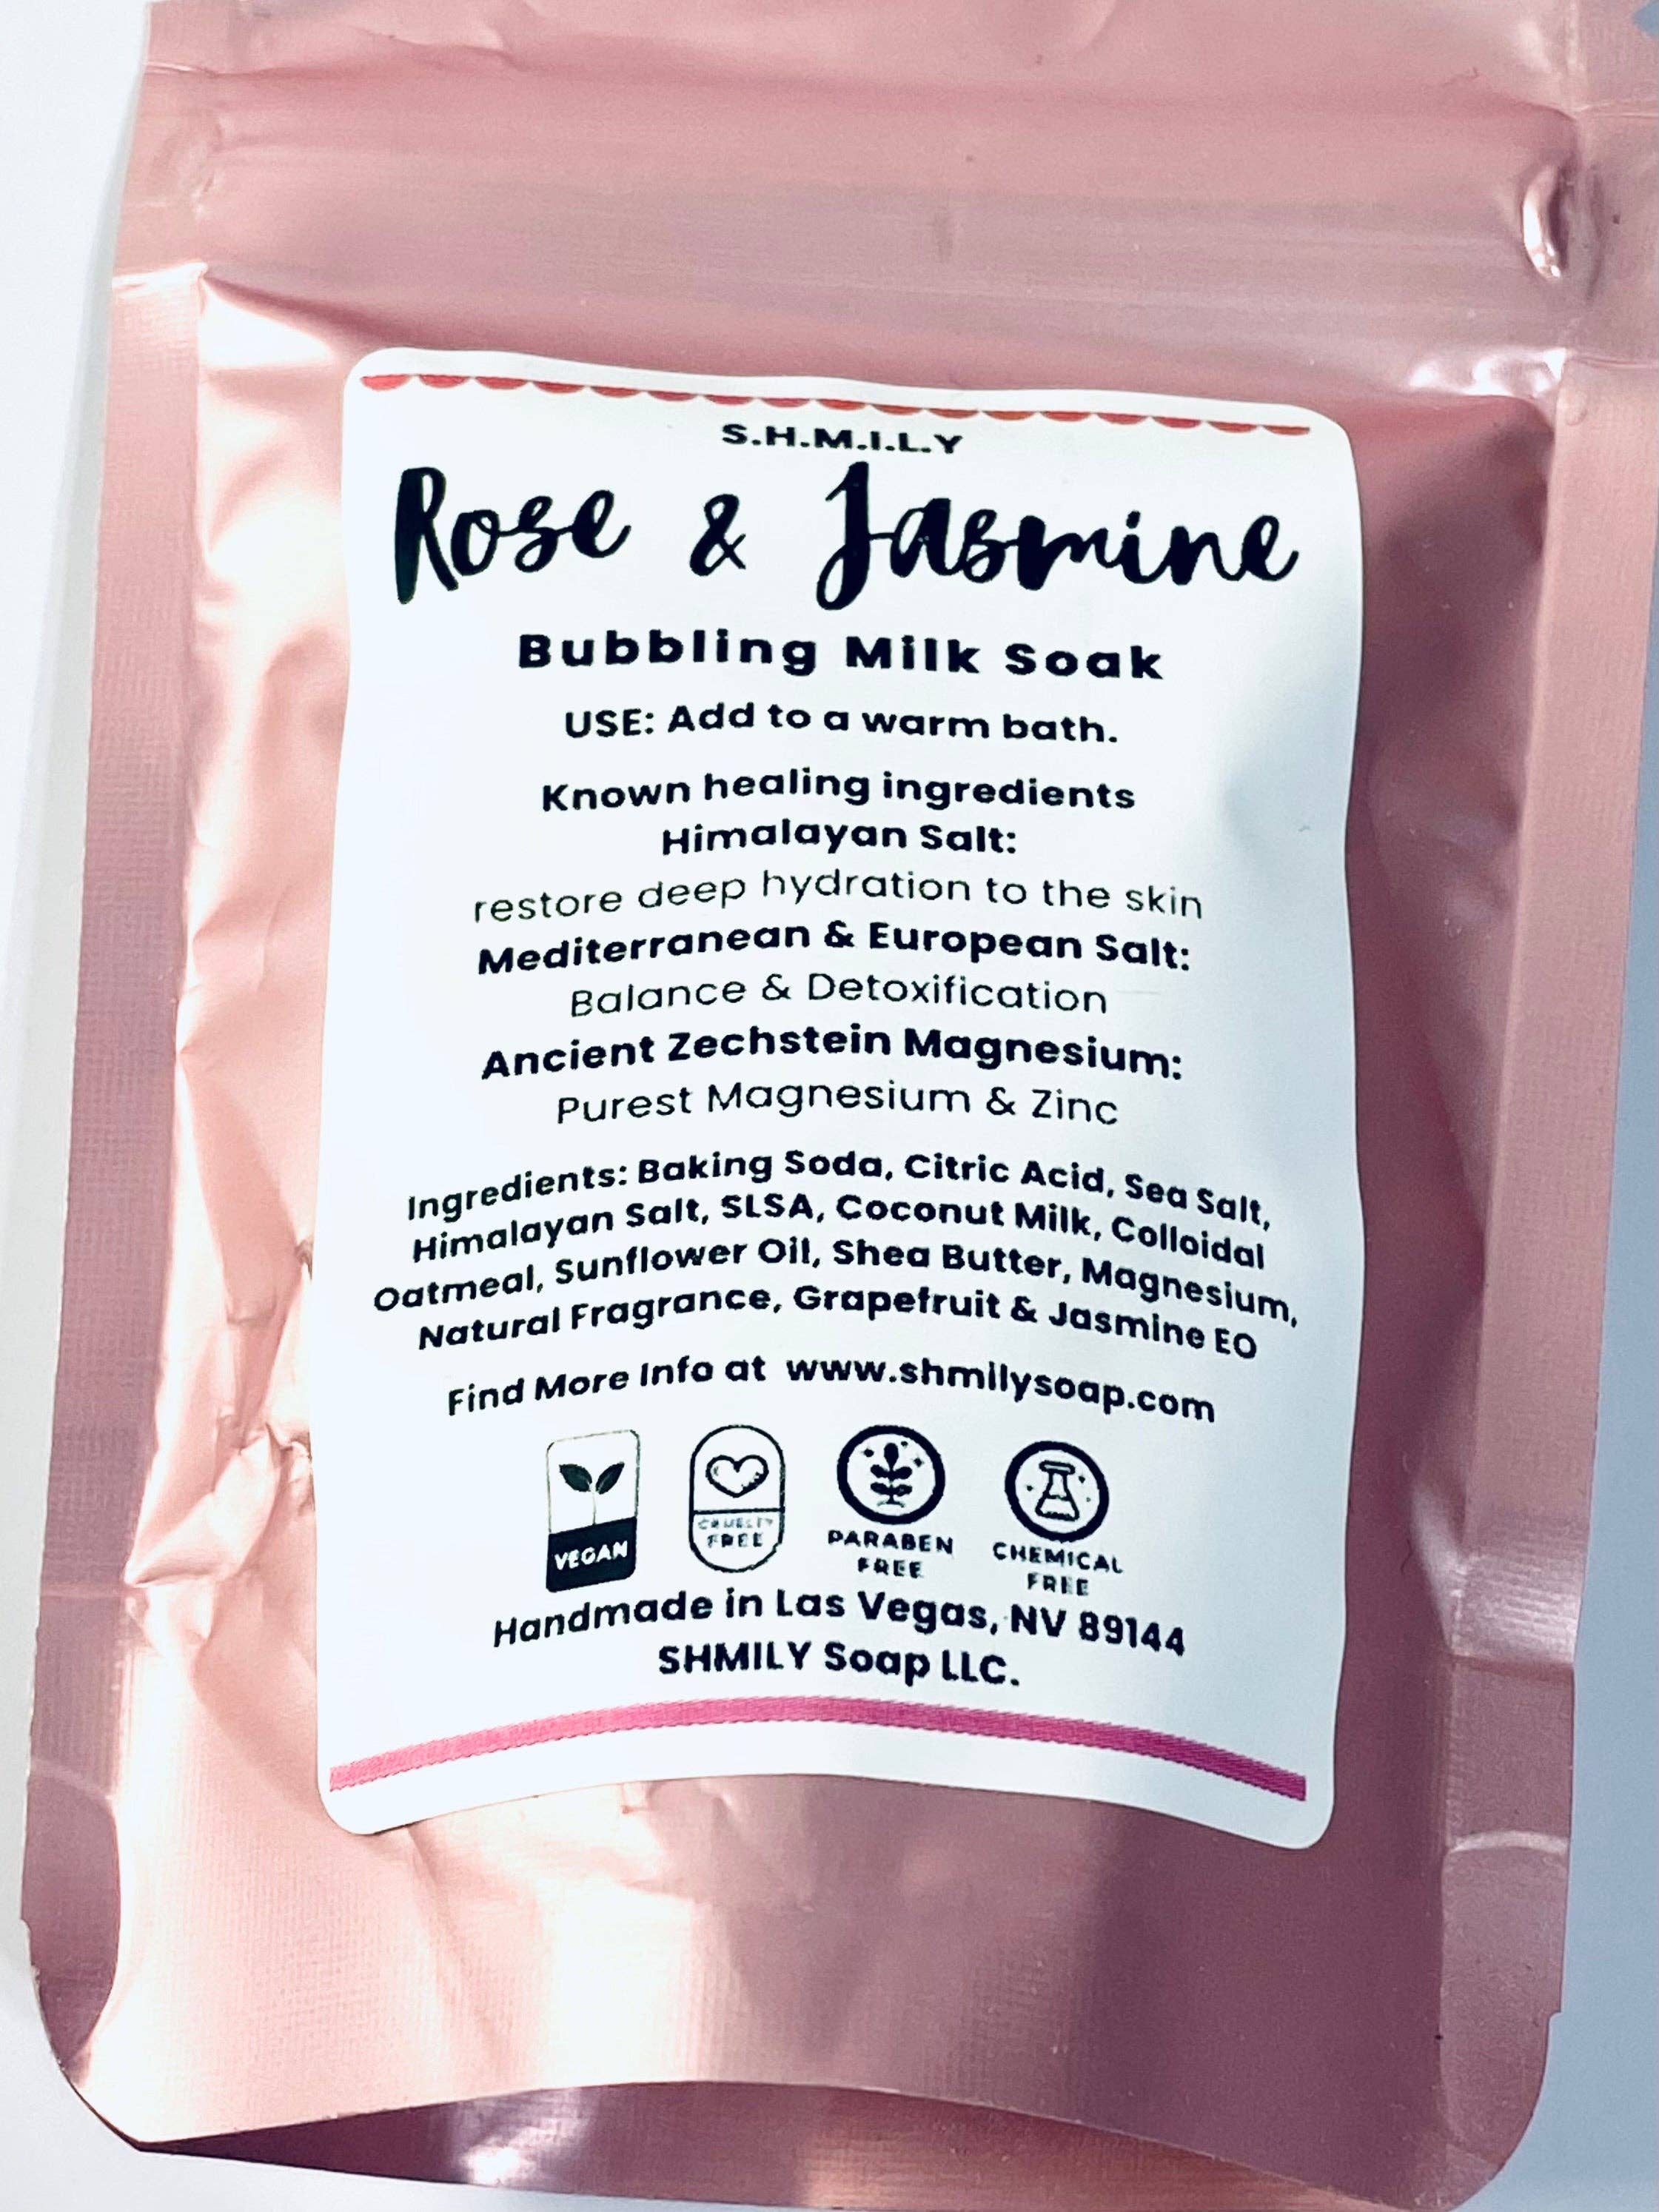 S.H.M.I.L.Y
Rose & Jasmine
Bubbling Milk Soak
USE: Add to a warm bath.
Known healing ingredients
Himalayan Salt:
restore deep hydration to the skin
Mediterranean & European Salt:
Balance & Detoxification
Ancient Zechstein Magnesium:
Purest Magnesium & Zinc
Ingredients: Baking Soda, Citric Acid, Sea Salt,
Himalayan Salt, SLSA, Coconut Milk, Colloidal
Oatmeal, Sunflower Oil, Shea Butter, Magnesium,
Natural Fragrance, Grapefruit & Jasmine EO
Find More Info at www.shmilysoap.com
VEGAN
CRUELTY
FREE
PARABEN
FREE
CHEMICAL
FREE
Handmade in Las Vegas, NV 89144
SHMILY Soap LLC.